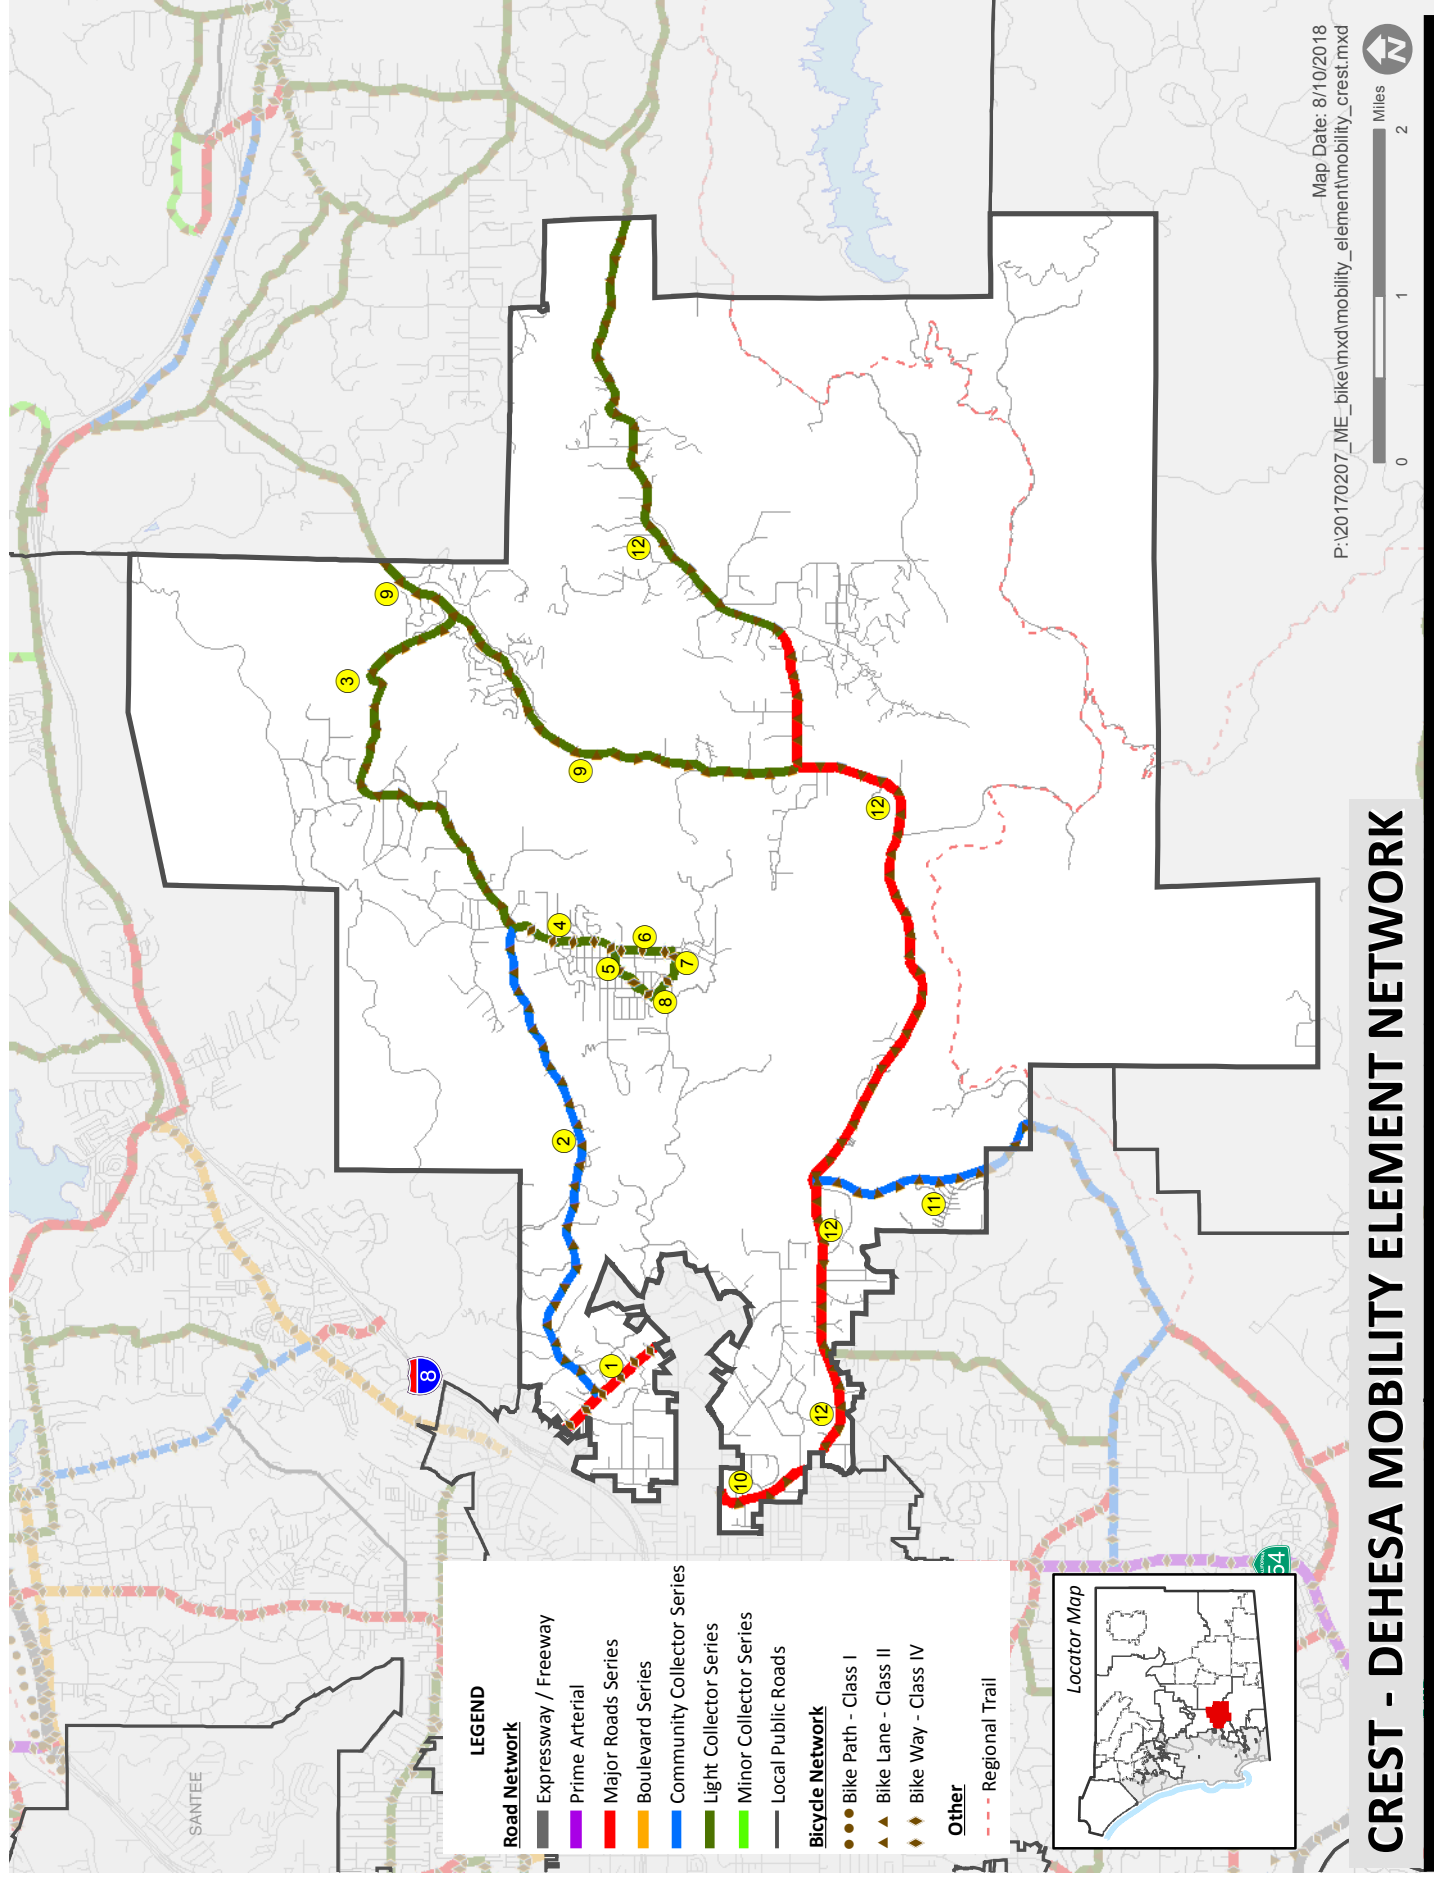 CREST - DEHESA MOBILITY ELEMENT NETWORK
Map Date: 8/10/2018
P:\20170207_ME_bike\mxd\mobility_element\mobility_crest.mxd
N
0
1
2
Miles
SANTEE
8
54
1
2
3
4
5
6
7
8
9
9
10
11
12
12
12
12
LEGEND
Road Network
Expressway / Freeway
Prime Arterial
Major Roads Series
Boulevard Series
Community Collector Series
Light Collector Series
Minor Collector Series
Local Public Roads
Bicycle Network
Bike Path - Class I
Bike Lane - Class II
Bike Way - Class IV
Other
Regional Trail
Locator Map